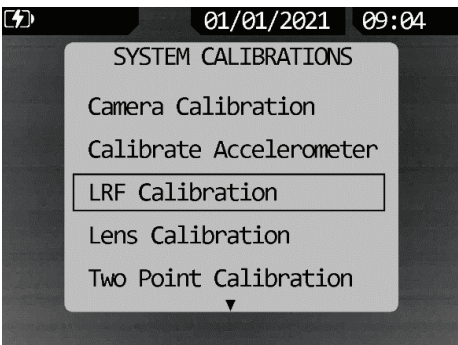 01/01/2021 09:04
SYSTEM CALIBRATIONS
Camera Calibration
Calibrate Accelerometer
LRF Calibration
Lens Calibration
Two Point Calibration